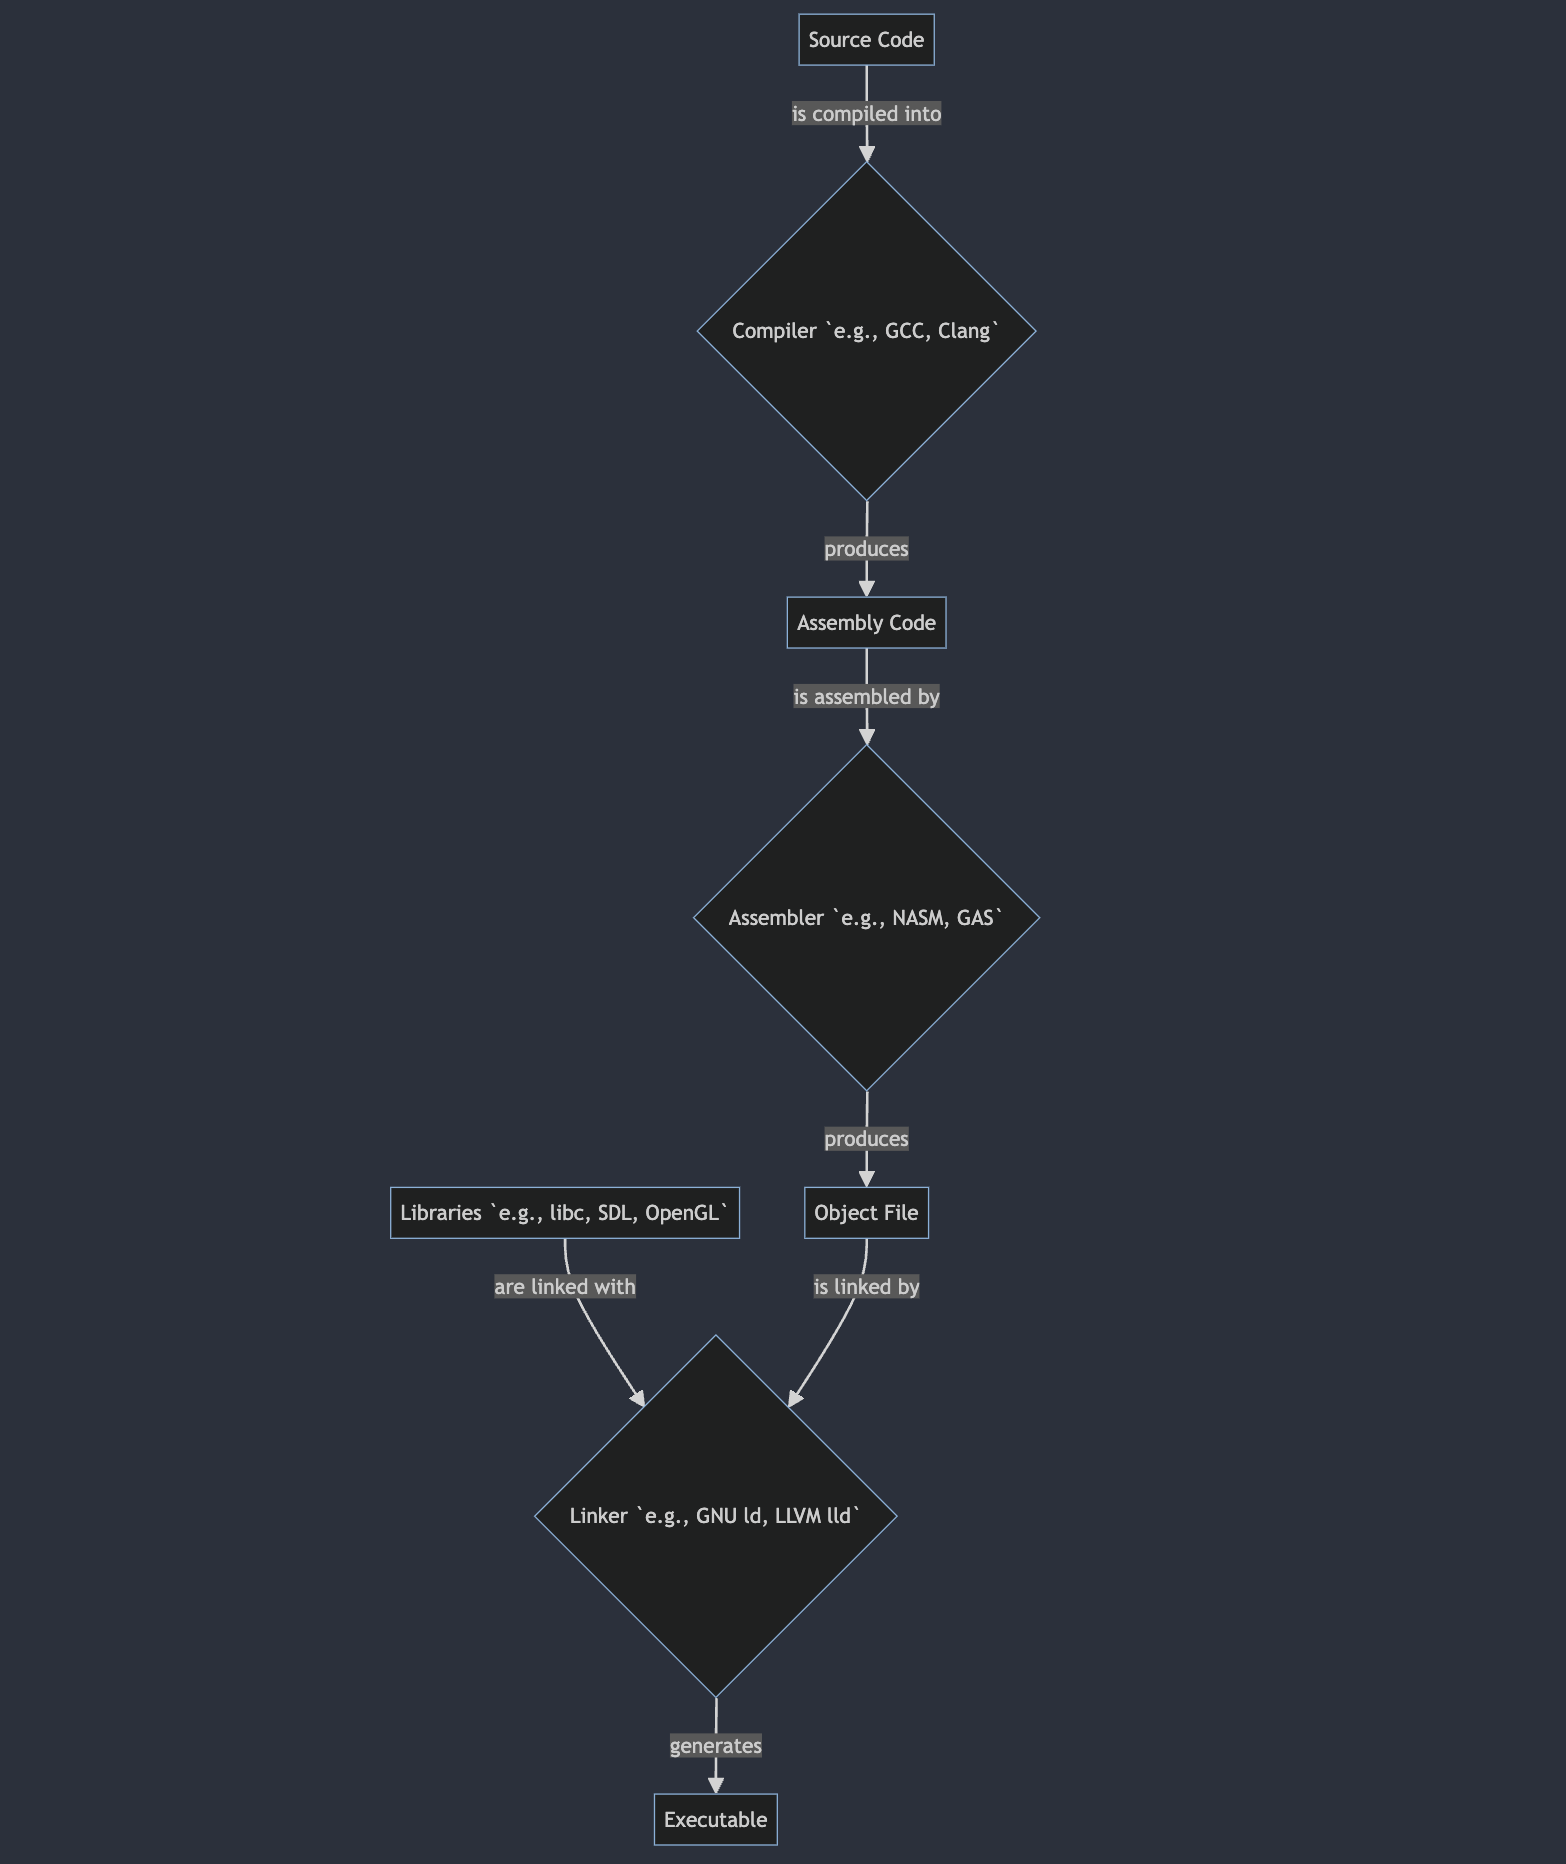 Source Code
is compiled into
Compiler `e.g., GCC, Clang`
produces
Assembly Code
is assembled by
Assembler `e.g., NASM, GAS`
produces
Libraries `e.g., libc, SDL, OpenGL`
Object File
are linked with
is linked by
Linker `e.g., GNU ld, LLVM lld`
generates
Executable